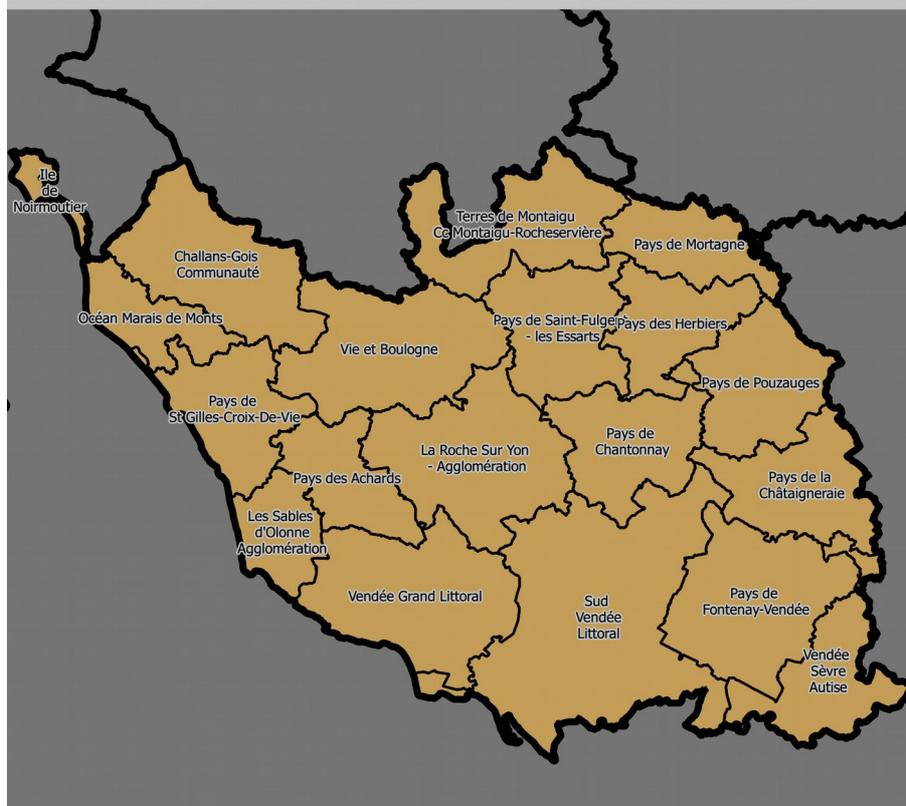 Ile
de
Noirmoutier
Terres de Montaigu
Cc Montaigu-Rocheservière
Pays de Mortagne
Challans-Gois
Communauté
Océan Marais de Monts
Pays de Saint-Fulge
- les Essarts
Pays des Herbiers
Vie et Boulogne
Pays de Pouzauges
Pays de
St Gilles-Croix-De-Vie
La Roche Sur Yon
- Agglomération
Pays de
Chantonnay
Pays des Achards
Pays de la
Châtaigneraie
Les Sables
d'Olonne
Agglomération
Vendée Grand Littoral
Sud
Vendée
Littoral
Pays de
Fontenay-Vendée
Vendée
Sèvre
Autise